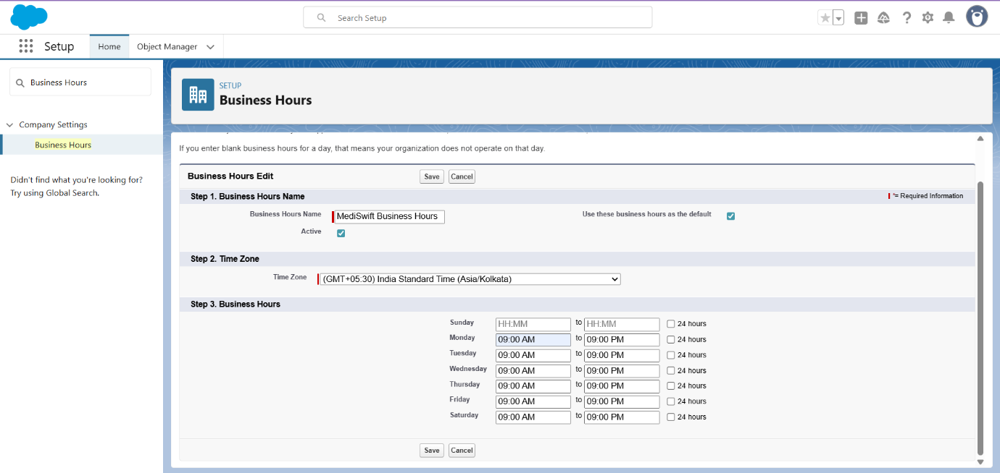 Search Setup
Setup
Home
Object Manager
Business Hours
Company Settings
Business Hours
Didn't find what you're looking for?
Try using Global Search.
SETUP
Business Hours
If you enter blank business hours for a day, that means your organization does not operate on that day.
Business Hours Edit Save Cancel
Step 1. Business Hours Name = Required Information
Business Hours Name MediSwift Business Hours Use these business hours as the default
Active
Step 2. Time Zone
Time Zone (GMT+05:30) India Standard Time (Asia/Kolkata)
Step 3. Business Hours
Sunday HH:MM to HH:MM 24 hours
Monday 09:00 AM to 09:00 PM 24 hours
Tuesday 09:00 AM to 09:00 PM 24 hours
Wednesday 09:00 AM to 09:00 PM 24 hours
Thursday 09:00 AM to 09:00 PM 24 hours
Friday 09:00 AM to 09:00 PM 24 hours
Saturday 09:00 AM to 09:00 PM 24 hours
Save Cancel